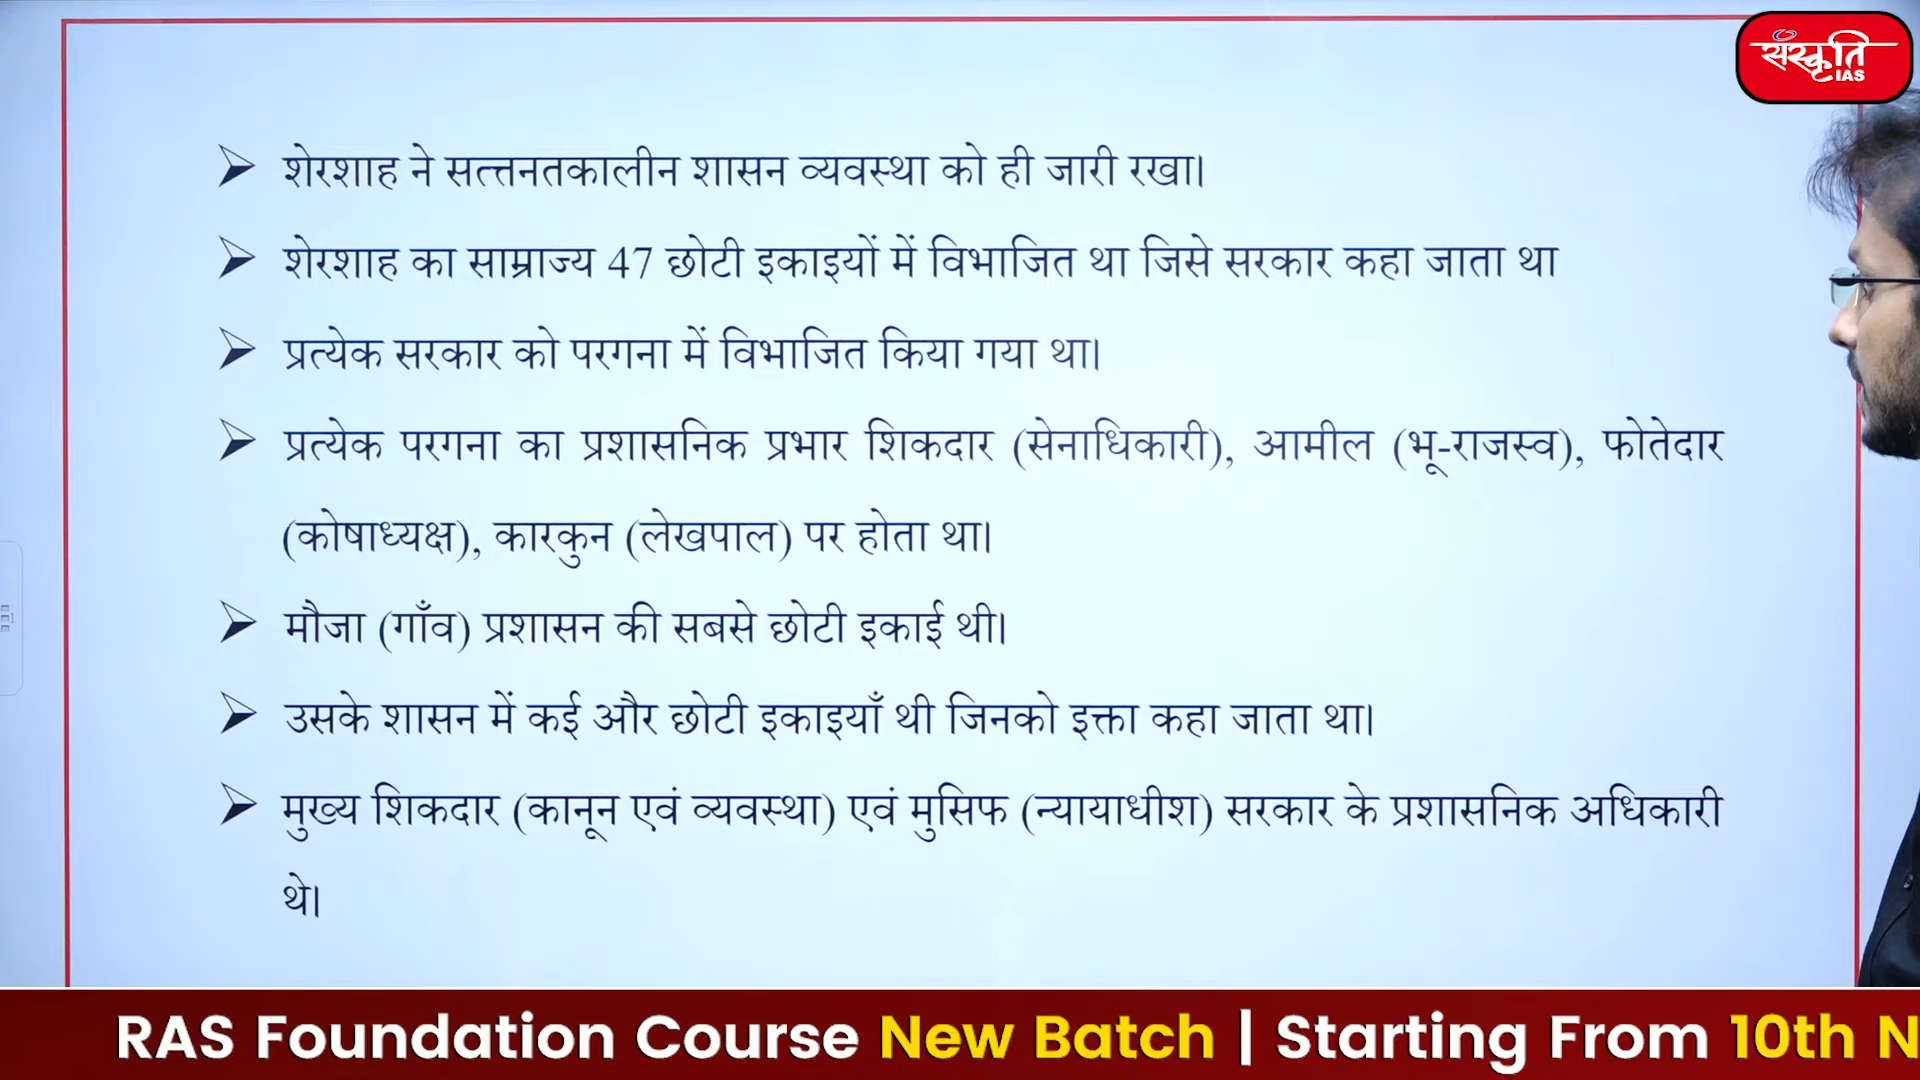 संस्कृति
IAS
शेरशाह ने सत्तनतकालीन शासन व्यवस्था को ही जारी रखा।
शेरशाह का साम्राज्य 47 छोटी इकाइयों में विभाजित था जिसे सरकार कहा जाता था
प्रत्येक सरकार को परगना में विभाजित किया गया था।
प्रत्येक परगना का प्रशासनिक प्रभार शिकदार (सेनाधिकारी), आमील (भू-राजस्व), फोतेदार
(कोषाध्यक्ष), कारकुन (लेखपाल) पर होता था।
मौजा (गाँव) प्रशासन की सबसे छोटी इकाई थी।
उसके शासन में कई और छोटी इकाइयाँ थी जिनको इक्ता कहा जाता था।
मुख्य शिकदार (कानून एवं व्यवस्था) एवं मुसिफ (न्यायाधीश) सरकार के प्रशासनिक अधिकारी
थे।
RAS Foundation Course New Batch | Starting From 10th N